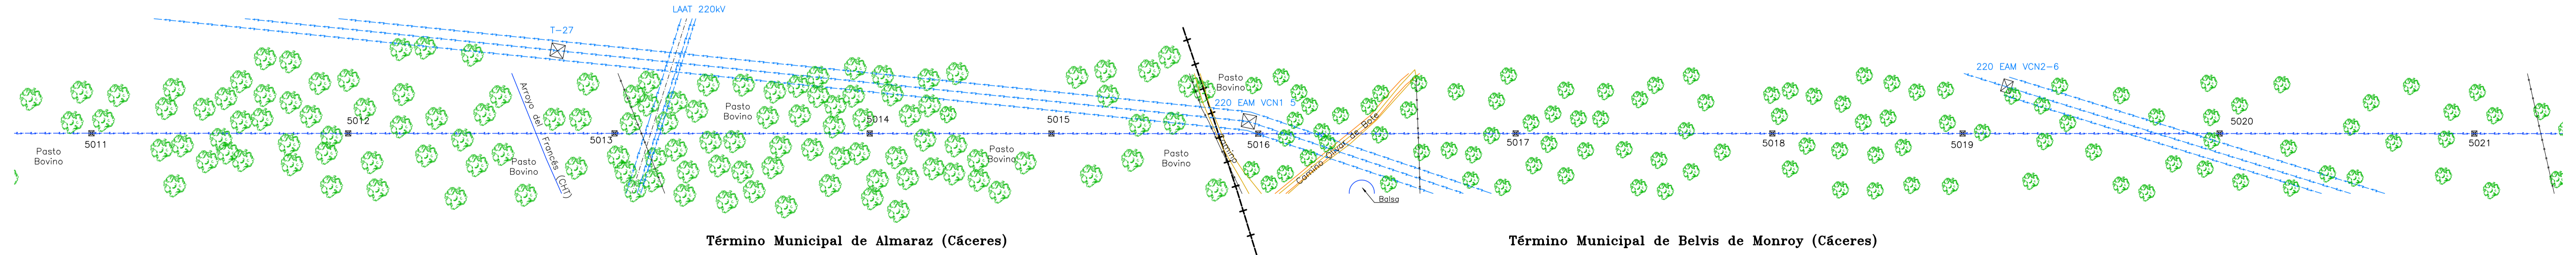 LAAT 220kV
T-27
220 EAM VCN2-6
Pasto
Bovino
Arroyo del Francés (CHT)
Pasto
Bovino
220 EAM VCN1 5
5012
5014
5015
5020
5011
5013
5016
5017
5018
5019
5021
Pasto
Bovino
Pasto
Bovino
Pasto
Bovino
Pasto
Bovino
Camino
Camino Olivar de Bote
Balsa
Término Municipal de Almaraz (Cáceres)
Término Municipal de Belvis de Monroy (Cáceres)